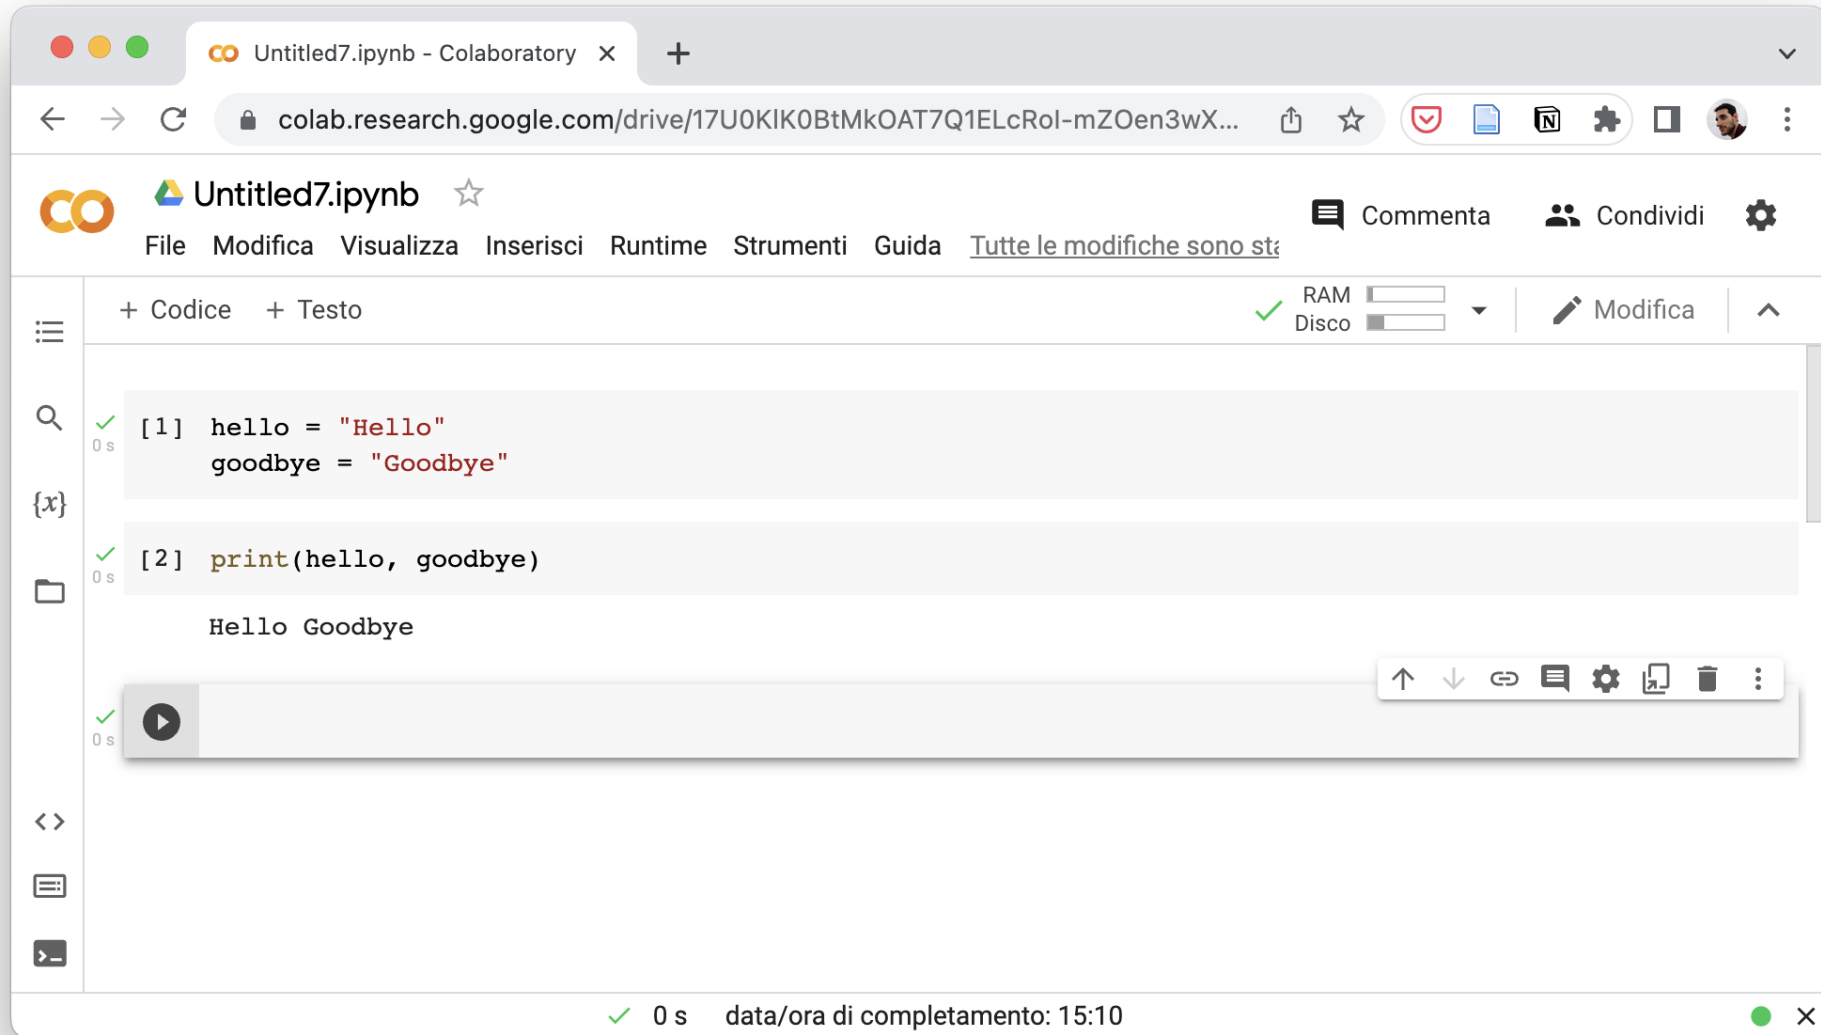 Untitled7.ipynb - Colaboratory
colab.research.google.com/drive/17U0KlK0BtMkOAT7Q1ELcRoI-mZOen3wX...
Untitled7.ipynb
Commenta
Condividi
File Modifica Visualizza Inserisci Runtime Strumenti Guida Tutte le modifiche sono sta
+ Codice + Testo
RAM
Disco
Modifica
[1] hello = "Hello"
0 s
goodbye = "Goodbye"
[2] print(hello, goodbye)
0 s
Hello Goodbye
0 s
{x}
0 s data/ora di completamento: 15:10